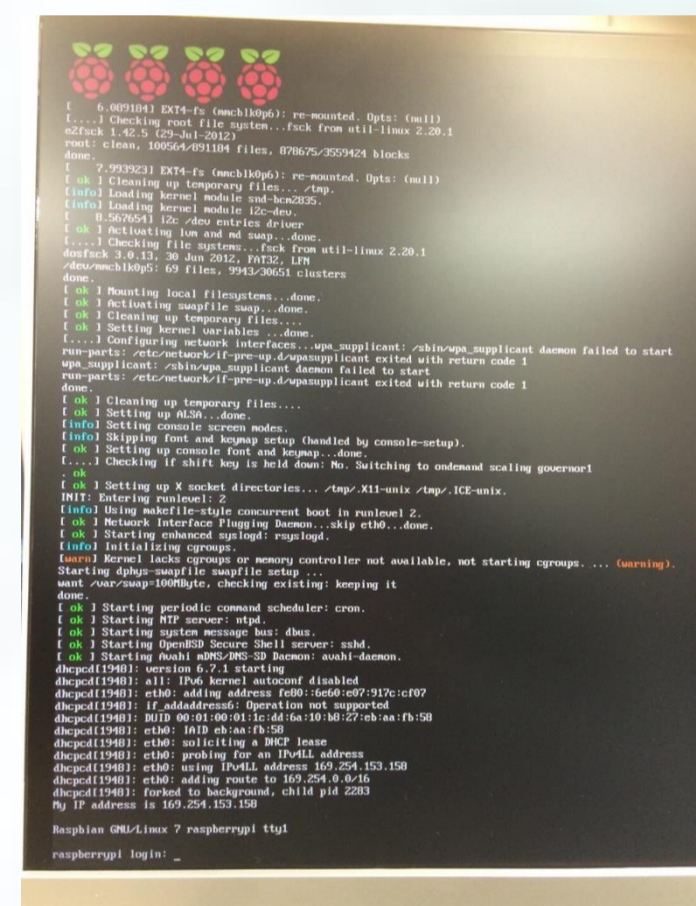 [    6.089184] EXT4-fs (mmcblk0p6): re-mounted. Opts: (null)
[....] Checking root file system...fsck from util-linux 2.20.1
e2fsck 1.42.5 (29-Jul-2012)
root: clean, 100564/891184 files, 878675/3559424 blocks
done.
[    7.993923] EXT4-fs (mmcblk0p6): re-mounted. Opts: (null)
[ ok ] Cleaning up temporary files... /tmp.
[info] Loading kernel module snd-bcm2835.
[info] Loading kernel module i2c-dev.
[    8.567654] i2c /dev entries driver
[ ok ] Activating lvm and md swap...done.
[....] Checking file systems...fsck from util-linux 2.20.1
dosfsck 3.0.13, 30 Jun 2012, FAT32, LFN
/dev/mmcblk0p5: 69 files, 9943/30651 clusters
done.
[ ok ] Mounting local filesystems...done.
[ ok ] Activating swapfile swap...done.
[ ok ] Cleaning up temporary files....
[ ok ] Setting kernel variables ...done.
[....] Configuring network interfaces...wpa_supplicant: /sbin/wpa_supplicant daemon failed to start
run-parts: /etc/network/if-pre-up.d/wpasupplicant exited with return code 1
wpa_supplicant: /sbin/wpa_supplicant daemon failed to start
run-parts: /etc/network/if-pre-up.d/wpasupplicant exited with return code 1
done.
[ ok ] Cleaning up temporary files....
[ ok ] Setting up ALSA...done.
[info] Setting console screen modes.
[info] Skipping font and keymap setup (handled by console-setup).
[ ok ] Setting up console font and keymap...done.
[....] Checking if shift key is held down: No. Switching to ondemand scaling governor1
. ok
[ ok ] Setting up X socket directories... /tmp/.X11-unix /tmp/.ICE-unix.
INIT: Entering runlevel: 2
[info] Using makefile-style concurrent boot in runlevel 2.
[ ok ] Network Interface Plugging Daemon...skip eth0...done.
[ ok ] Starting enhanced syslogd: rsyslogd.
[info] Initializing cgroups.
[warn] Kernel lacks cgroups or memory controller not available, not starting cgroups. ... (warning).
Starting dphys-swapfile swapfile setup ...
want /var/swap=100MByte, checking existing: keeping it
done.
[ ok ] Starting periodic command scheduler: cron.
[ ok ] Starting NTP server: ntpd.
[ ok ] Starting system message bus: dbus.
[ ok ] Starting OpenBSD Secure Shell server: sshd.
[ ok ] Starting Avahi mDNS/DNS-SD Daemon: avahi-daemon.
dhcpcd[1948]: version 6.7.1 starting
dhcpcd[1948]: all: IPv6 kernel autoconf disabled
dhcpcd[1948]: eth0: adding address fe80::6e60:e07:917c:cf07
dhcpcd[1948]: if_addaddress6: Operation not supported
dhcpcd[1948]: DUID 00:01:00:01:1c:dd:6a:10:b8:27:eb:aa:fb:58
dhcpcd[1948]: eth0: IAID eb:aa:fb:58
dhcpcd[1948]: eth0: soliciting a DHCP lease
dhcpcd[1948]: eth0: probing for an IPv4LL address
dhcpcd[1948]: eth0: using IPv4LL address 169.254.153.158
dhcpcd[1948]: eth0: adding route to 169.254.0.0/16
dhcpcd[1948]: forked to background, child pid 2283
My IP address is 169.254.153.158
Raspbian GNU/Linux 7 raspberrypi tty1
raspberrypi login: _